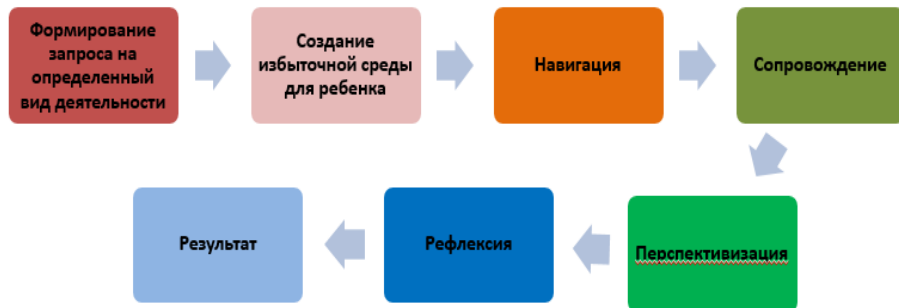 Формирование
запроса на
определенный
вид деятельности
Создание
избыточной среды
для ребенка
Навигация
Сопровождение
Перспективизация
Рефлексия
Результат